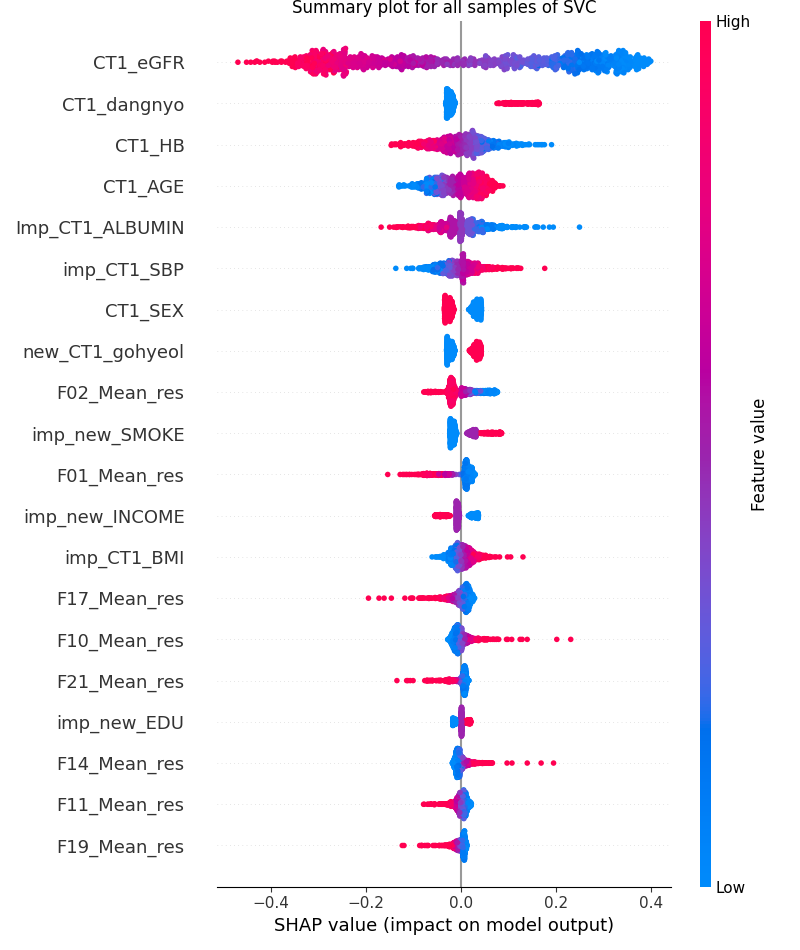 Summary plot for all samples of SVC
High
CT1_eGFR
CT1_dangnyo
CT1_HB
CT1_AGE
Imp_CT1_ALBUMIN
imp_CT1_SBP
CT1_SEX
new_CT1_gohyeol
F02_Mean_res
imp_new_SMOKE
F01_Mean_res
imp_new_INCOME
imp_CT1_BMI
F17_Mean_res
F10_Mean_res
F21_Mean_res
imp_new_EDU
F14_Mean_res
F11_Mean_res
F19_Mean_res
Feature value
Low
−0.4 −0.2 0.0 0.2 0.4
SHAP value (impact on model output)